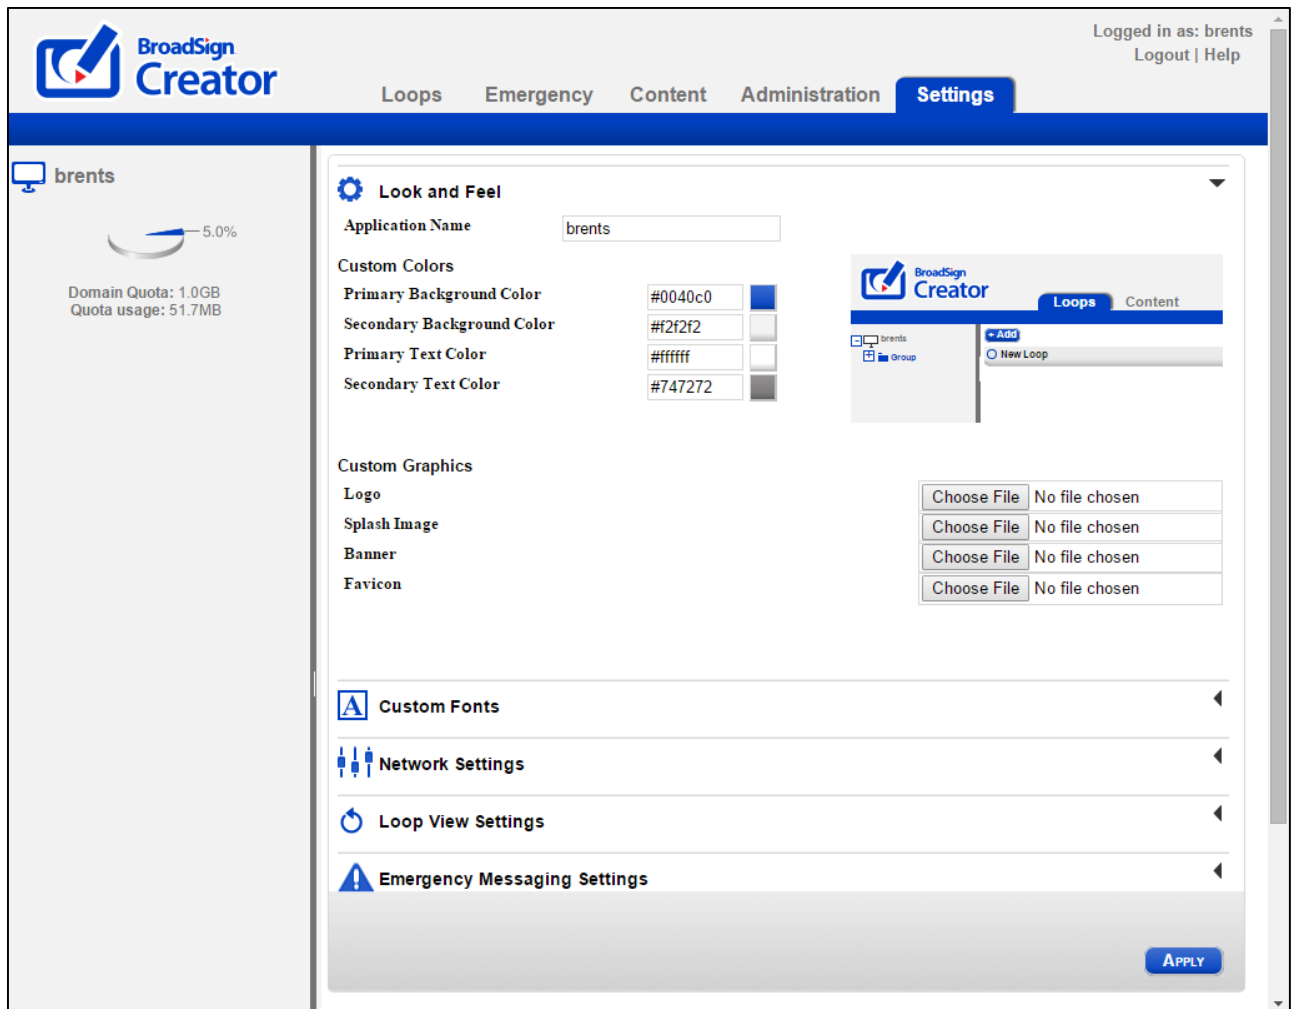 BroadSign
Creator
Logged in as: brents
Logout | Help
Loops Emergency Content Administration Settings
brents
5.0%
Domain Quota: 1.0GB
Quota usage: 51.7MB
Look and Feel
Application Name brents
Custom Colors
Primary Background Color #0040c0
Secondary Background Color #f2f2f2
Primary Text Color #ffffff
Secondary Text Color #747272
BroadSign
Creator
Loops Content
brents
Group
+ Add
New Loop
Custom Graphics
Logo Choose File No file chosen
Splash Image Choose File No file chosen
Banner Choose File No file chosen
Favicon Choose File No file chosen
A Custom Fonts
Network Settings
Loop View Settings
Emergency Messaging Settings
APPLY